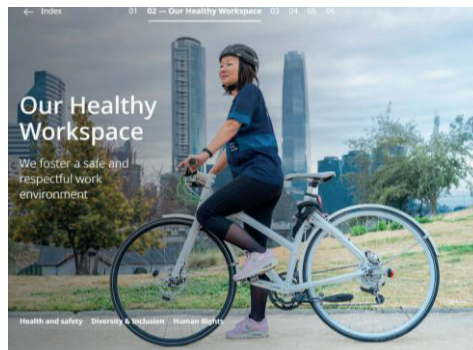 ← Index 01 02 — Our Healthy Workspace 03 04 05 06
Our Healthy
Workspace
We foster a safe and
respectful work
environment
Health and safety Diversity & Inclusion Human Rights